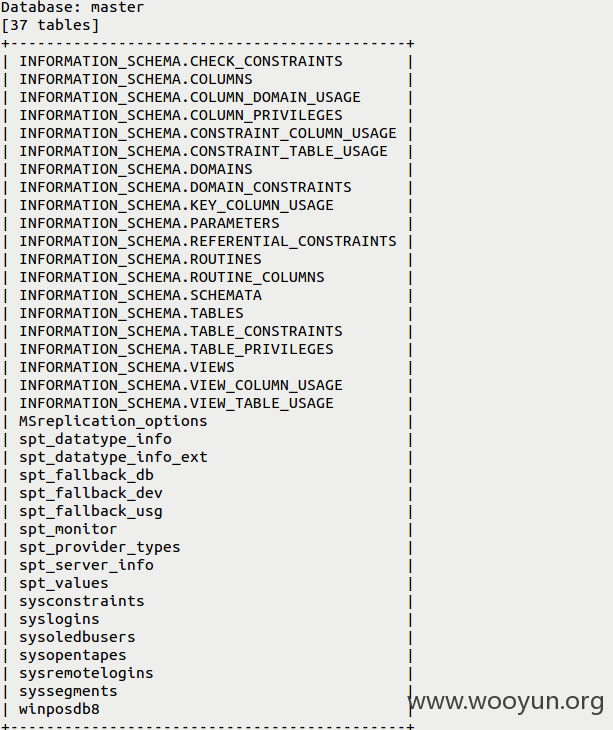 Database: master
[37 tables]
+--------------------------------------------+
| INFORMATION_SCHEMA.CHECK_CONSTRAINTS |
| INFORMATION_SCHEMA.COLUMNS |
| INFORMATION_SCHEMA.COLUMN_DOMAIN_USAGE |
| INFORMATION_SCHEMA.COLUMN_PRIVILEGES |
| INFORMATION_SCHEMA.CONSTRAINT_COLUMN_USAGE |
| INFORMATION_SCHEMA.CONSTRAINT_TABLE_USAGE |
| INFORMATION_SCHEMA.DOMAINS |
| INFORMATION_SCHEMA.DOMAIN_CONSTRAINTS |
| INFORMATION_SCHEMA.KEY_COLUMN_USAGE |
| INFORMATION_SCHEMA.PARAMETERS |
| INFORMATION_SCHEMA.REFERENTIAL_CONSTRAINTS |
| INFORMATION_SCHEMA.ROUTINES |
| INFORMATION_SCHEMA.ROUTINE_COLUMNS |
| INFORMATION_SCHEMA.SCHEMATA |
| INFORMATION_SCHEMA.TABLES |
| INFORMATION_SCHEMA.TABLE_CONSTRAINTS |
| INFORMATION_SCHEMA.TABLE_PRIVILEGES |
| INFORMATION_SCHEMA.VIEWS |
| INFORMATION_SCHEMA.VIEW_COLUMN_USAGE |
| INFORMATION_SCHEMA.VIEW_TABLE_USAGE |
| MSreplication_options |
| spt_datatype_info |
| spt_datatype_info_ext |
| spt_fallback_db |
| spt_fallback_dev |
| spt_fallback_usg |
| spt_monitor |
| spt_provider_types |
| spt_server_info |
| spt_values |
| sysconstraints |
| syslogins |
| sysoledbusers |
| sysopentapes |
| sysremotelogins |
| syssegments |
| winposdb8 |
+--------------------------------------------+
www.wooyun.org